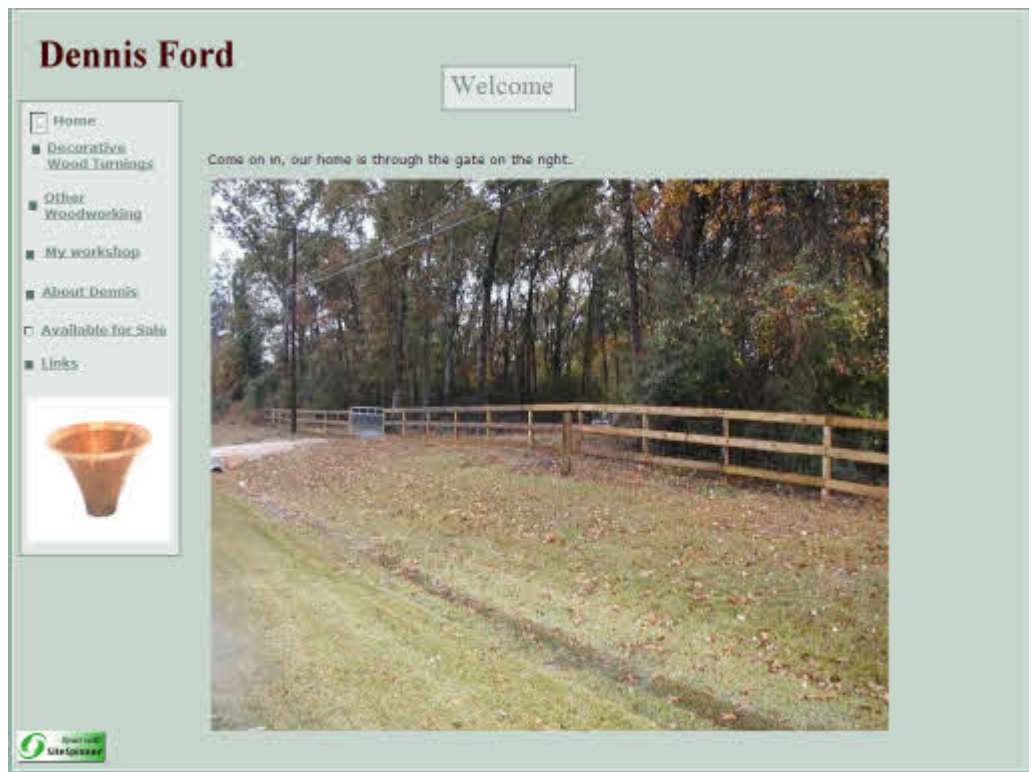 Dennis Ford
Welcome
Home
Decorative
Wood Turnings
Other
Woodworking
My workshop
About Dennis
Available for Sale
Links
Come on in, our home is through the gate on the right.
SiteSpinner